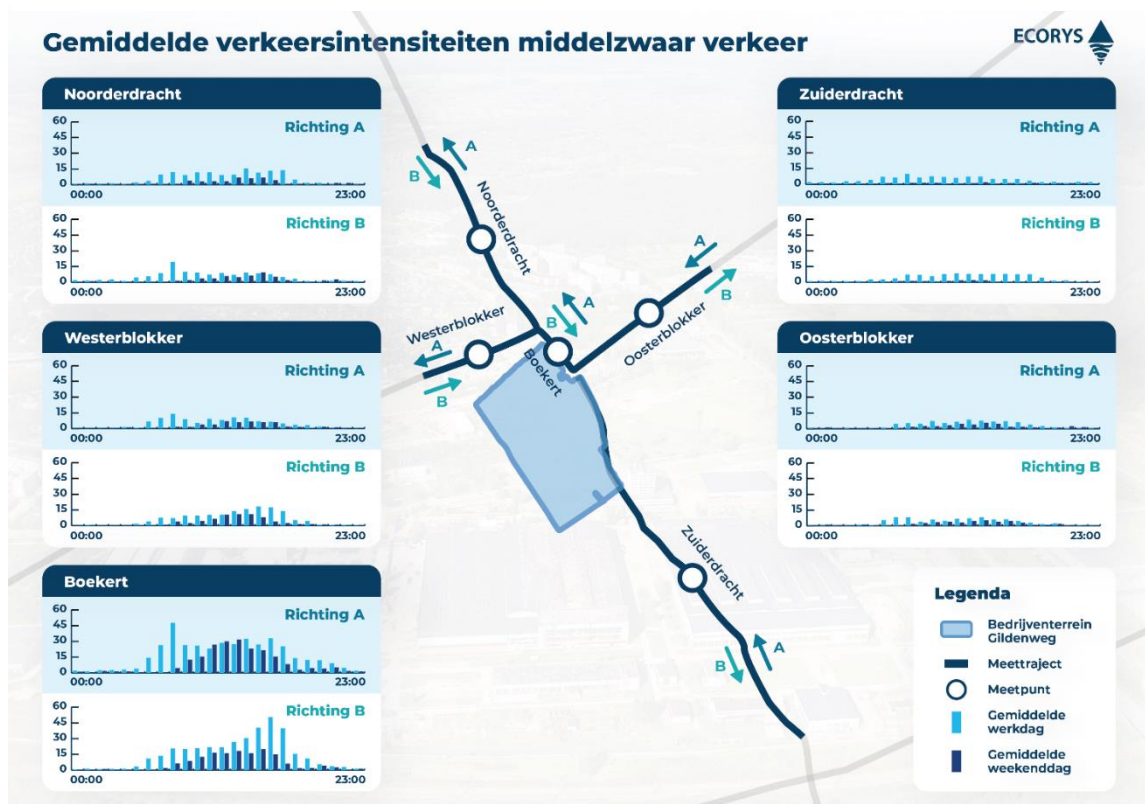 Gemiddelde verkeersintensiteiten middelzwaar verkeer
ECORYS
Noorderdracht
60
45
30
15
0
Richting A
00:00
23:00
60
45
30
15
0
Richting B
00:00
23:00
Westerblokker
60
45
30
15
0
Richting A
00:00
23:00
60
45
30
15
0
Richting B
00:00
23:00
Boekert
60
45
30
15
0
Richting A
00:00
23:00
60
45
30
15
0
Richting B
00:00
23:00
A
B
Noorderdracht
A
B
A
B
Westerblokker
A
B
Boekert
Oosterblokker
Zuiderdracht
A
B
Zuiderdracht
60
45
30
15
0
Richting A
00:00
23:00
60
45
30
15
0
Richting B
00:00
23:00
Oosterblokker
60
45
30
15
0
Richting A
00:00
23:00
60
45
30
15
0
Richting B
00:00
23:00
Legenda
Bedrijventerrein
Gildenweg
Meettraject
Meetpunt
Gemiddelde
werkdag
Gemiddelde
weekenddag